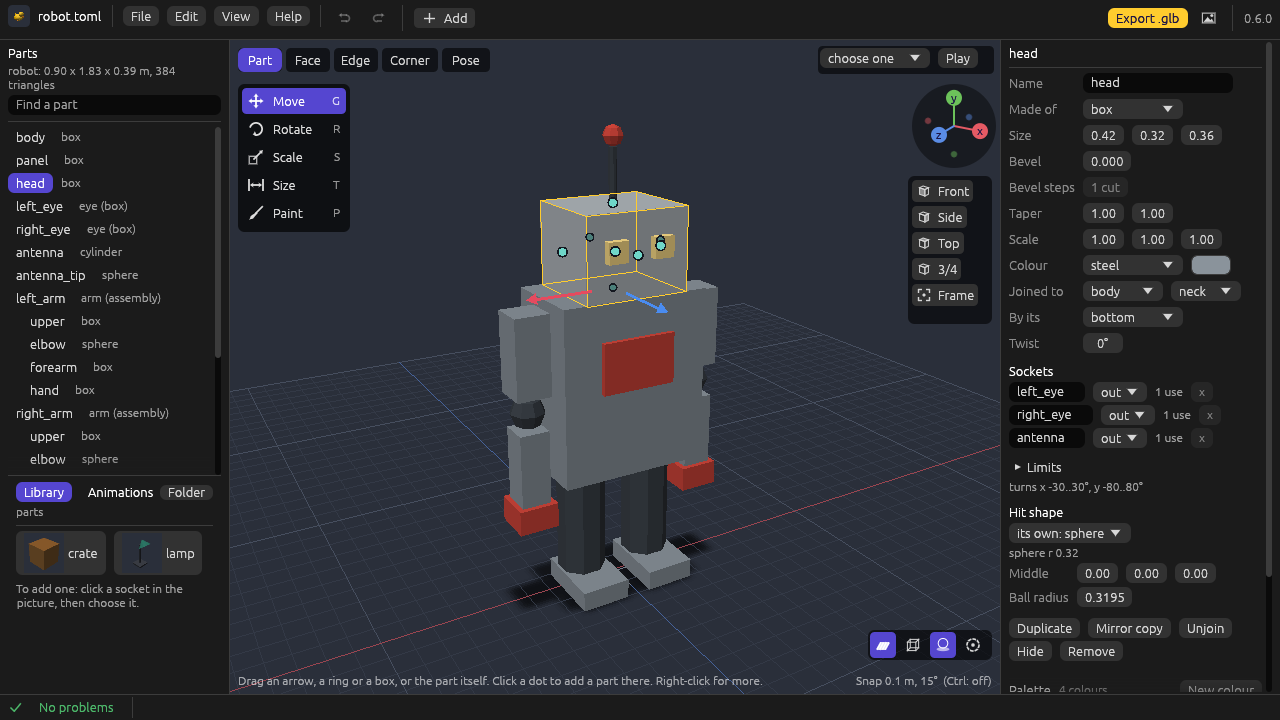 robot.toml File Edit View Help + Add Export .glb 0.6.0
Parts
robot: 0.90 x 1.83 x 0.39 m, 384
triangles
Find a part
body box
panel box
head box
left_eye eye (box)
right_eye eye (box)
antenna cylinder
antenna_tip sphere
left_arm arm (assembly)
upper box
elbow sphere
forearm box
hand box
right_arm arm (assembly)
upper box
elbow sphere
Library Animations Folder
parts
crate lamp
To add one: click a socket in the
picture, then choose it.
Part Face Edge Corner Pose
Move G
Rotate R
Scale S
Size T
Paint P
choose one Play
y
z x
Front
Side
Top
3/4
Frame
Drag an arrow, a ring or a box, or the part itself. Click a dot to add a part there. Right-click for more.
Snap 0.1 m, 15° (Ctrl: off)
head
Name head
Made of box
Size 0.42 0.32 0.36
Bevel 0.000
Bevel steps 1 cut
Taper 1.00 1.00
Scale 1.00 1.00 1.00
Colour steel
Joined to body neck
By its bottom
Twist 0°
Sockets
left_eye out 1 use x
right_eye out 1 use x
antenna out 1 use x
Limits
turns x -30..30°, y -80..80°
Hit shape
its own: sphere
sphere r 0.32
Middle 0.00 0.00 0.00
Ball radius 0.3195
Duplicate Mirror copy Unjoin
Hide Remove
Palette 4 colours New colour
No problems